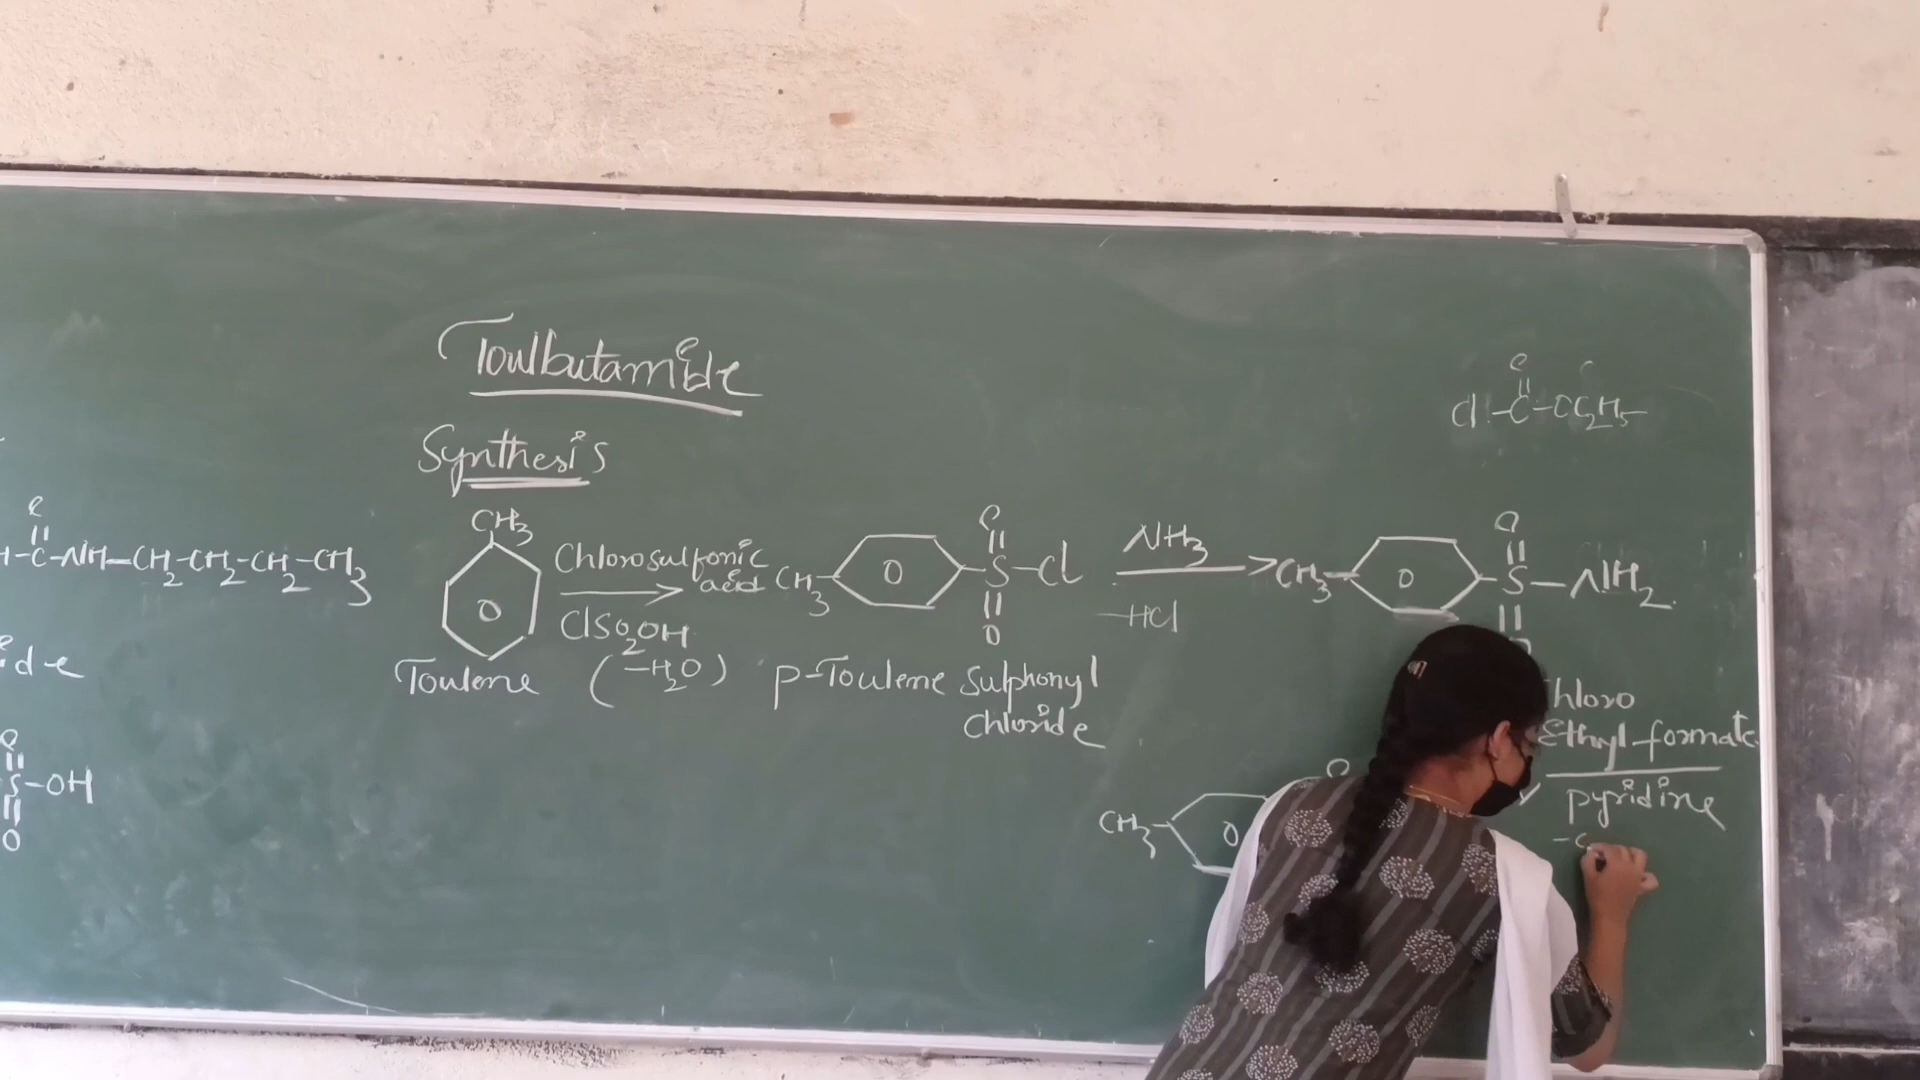 Toulbutamide
Synthesis
Cl-C-OC2H5
-C-NH-CH2-CH2-CH2-CH3
CH3
Chlorosulfonic
acid
ClSO2OH
(-H2O)
Toulene
CH3
O
S-Cl
O
p-Toulene Sulphonyl
Chloride
NH3
-HCl
CH3
O
S-NH2
ide
O
S-OH
O
hloro
Ethyl formate
pyridine
CH3